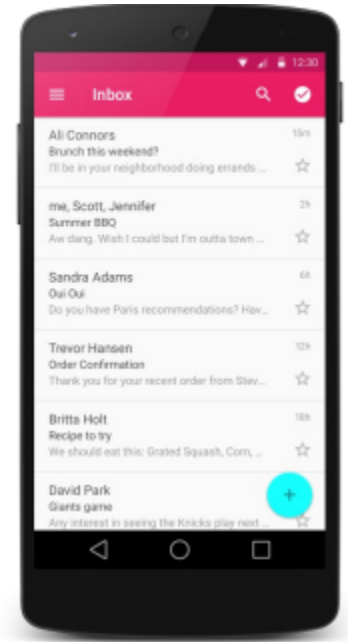 12:30
Inbox
Ali Connors 15m
Brunch this weekend?
I'll be in your neighborhood doing errands ...
me, Scott, Jennifer 2h
Summer BBQ
Aw dang. Wish I could but I'm outta town ...
Sandra Adams 6h
Oui Oui
Do you have Paris recommendations? Hav...
Trevor Hansen 12h
Order Confirmation
Thank you for your recent order from Stev...
Britta Holt 18h
Recipe to try
We should eat this: Grated Squash, Corn, ...
David Park
Giants game
Any interest in seeing the Knicks play next ...